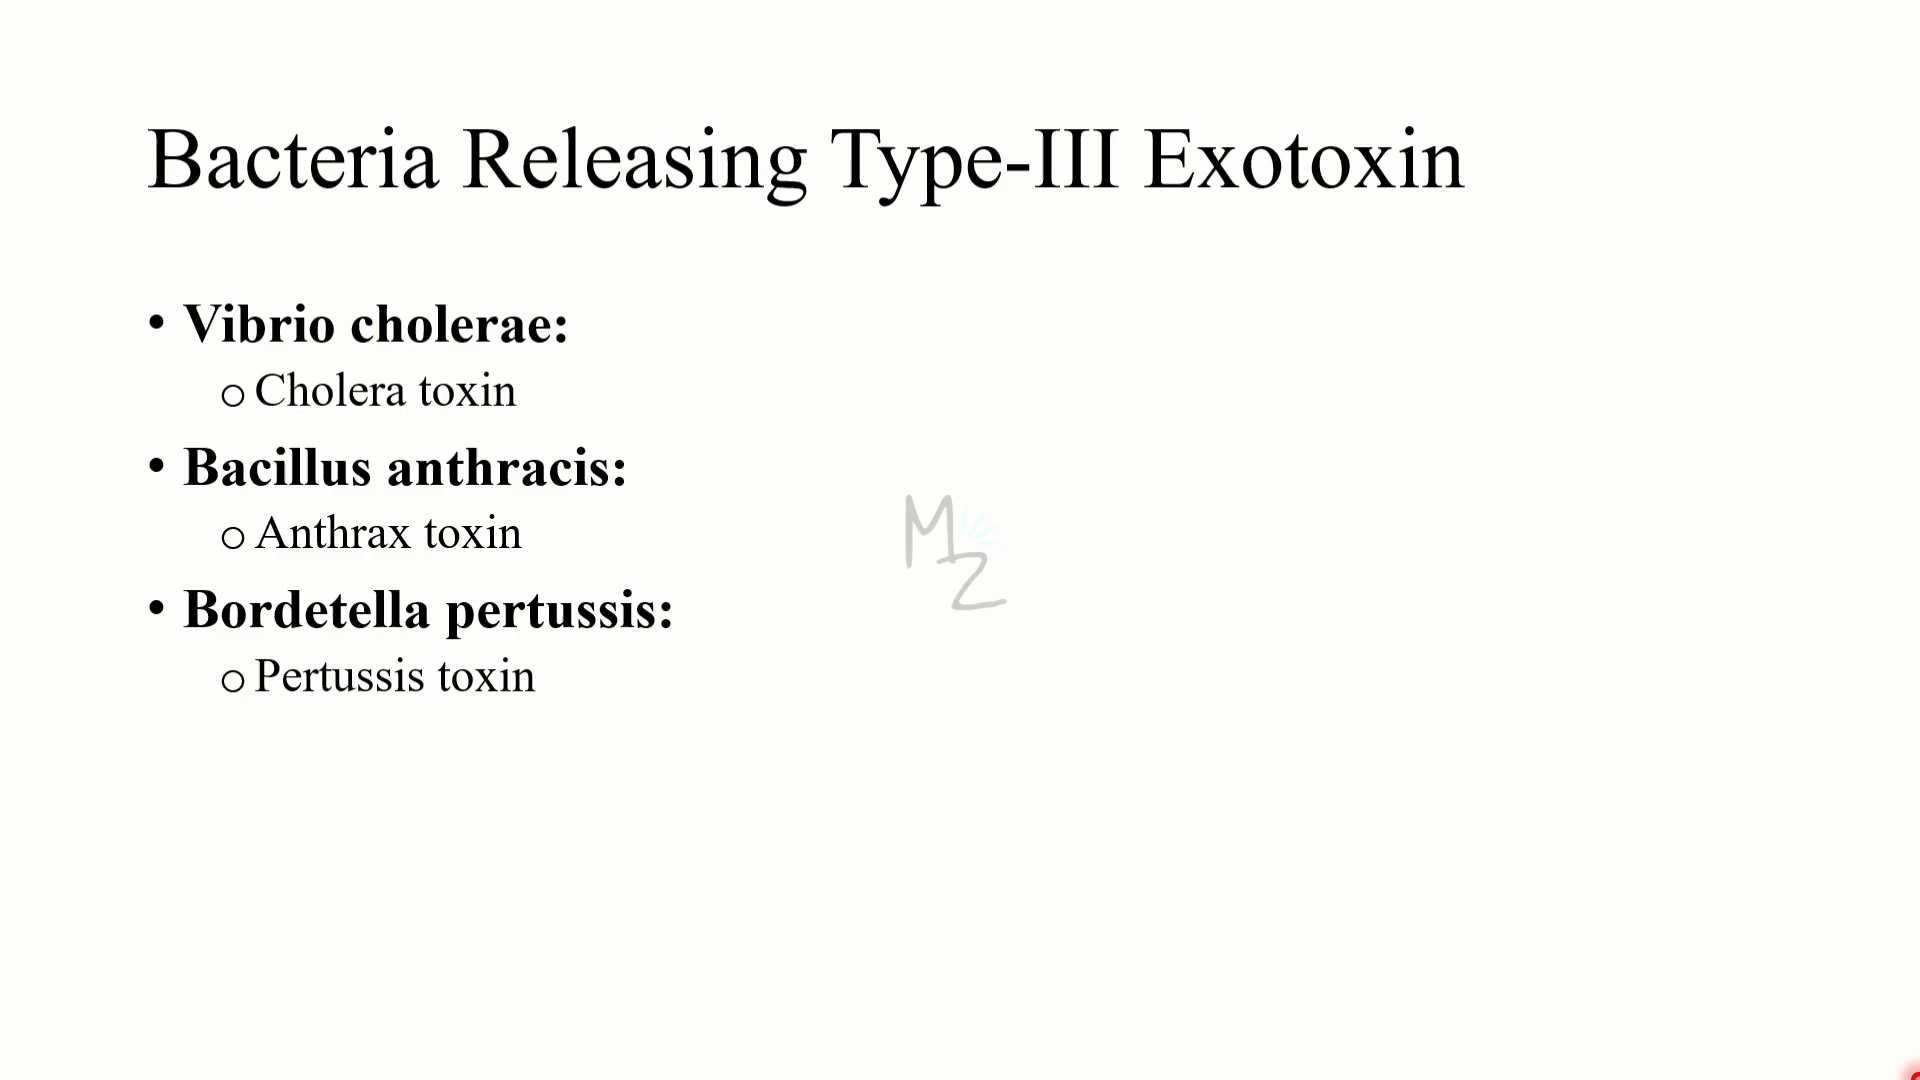 Bacteria Releasing Type-III Exotoxin
• Vibrio cholerae:
o Cholera toxin
• Bacillus anthracis:
o Anthrax toxin
• Bordetella pertussis:
o Pertussis toxin
MZ